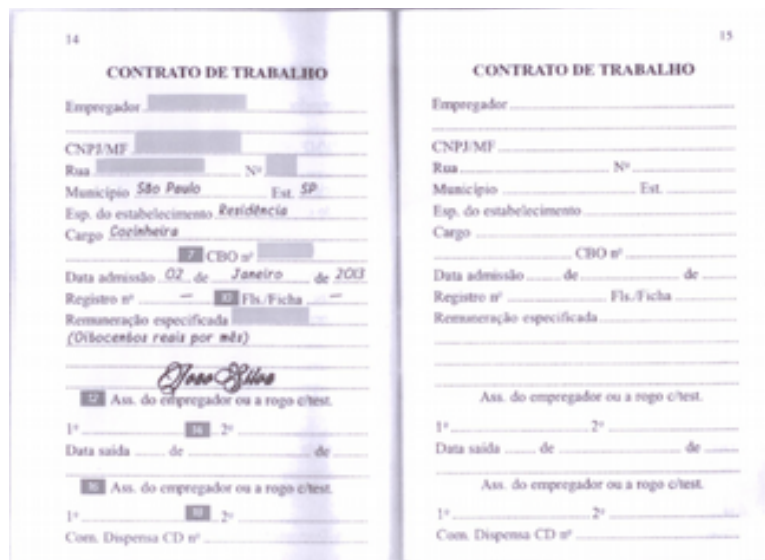 14
CONTRATO DE TRABALHO
Empregador
CNPJ/MF
Rua Nº
Município São Paulo Est. SP
Esp. do estabelecimento Residência
Cargo Cozinheira
7 CBO nº
Data admissão 02 de Janeiro de 2013
Registro nº – 10 Fls./Ficha –
Remuneração especificada
(Oitocentos reais por mês)
Joao Silva
12 Ass. do empregador ou a rogo c/test.
1º 14 2º
Data saída de de
16 Ass. do empregador ou a rogo c/test.
1º 2º
Com. Dispensa CD nº
15
CONTRATO DE TRABALHO
Empregador
CNPJ/MF
Rua Nº
Município Est.
Esp. do estabelecimento
Cargo
CBO nº
Data admissão de de
Registro nº Fls./Ficha
Remuneração especificada
Ass. do empregador ou a rogo c/test.
1º 2º
Data saída de de
Ass. do empregador ou a rogo c/test.
1º 2º
Com. Dispensa CD nº